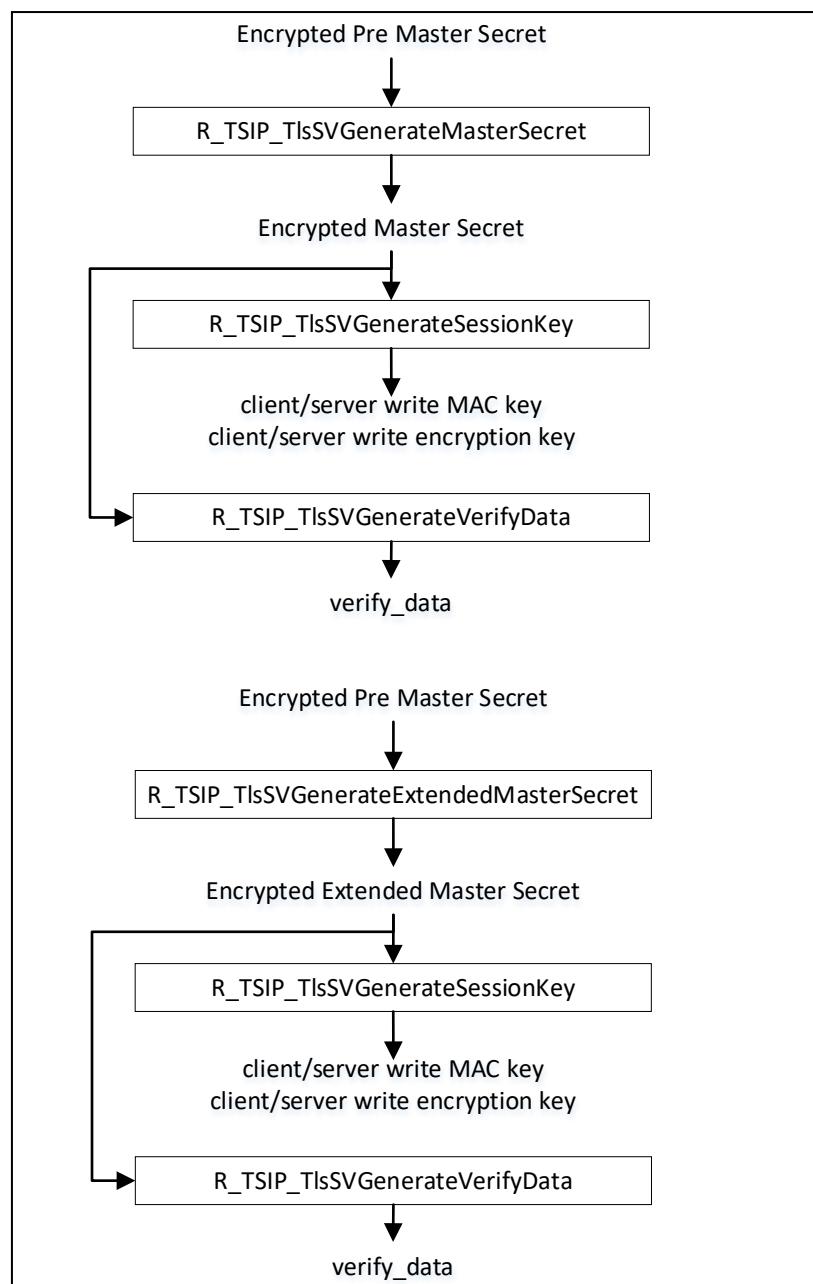 Encrypted Pre Master Secret
R_TSIP_TlsSVGenerateMasterSecret
Encrypted Master Secret
R_TSIP_TlsSVGenerateSessionKey
client/server write MAC key
client/server write encryption key
R_TSIP_TlsSVGenerateVerifyData
verify_data
Encrypted Pre Master Secret
R_TSIP_TlsSVGenerateExtendedMasterSecret
Encrypted Extended Master Secret
R_TSIP_TlsSVGenerateSessionKey
client/server write MAC key
client/server write encryption key
R_TSIP_TlsSVGenerateVerifyData
verify_data